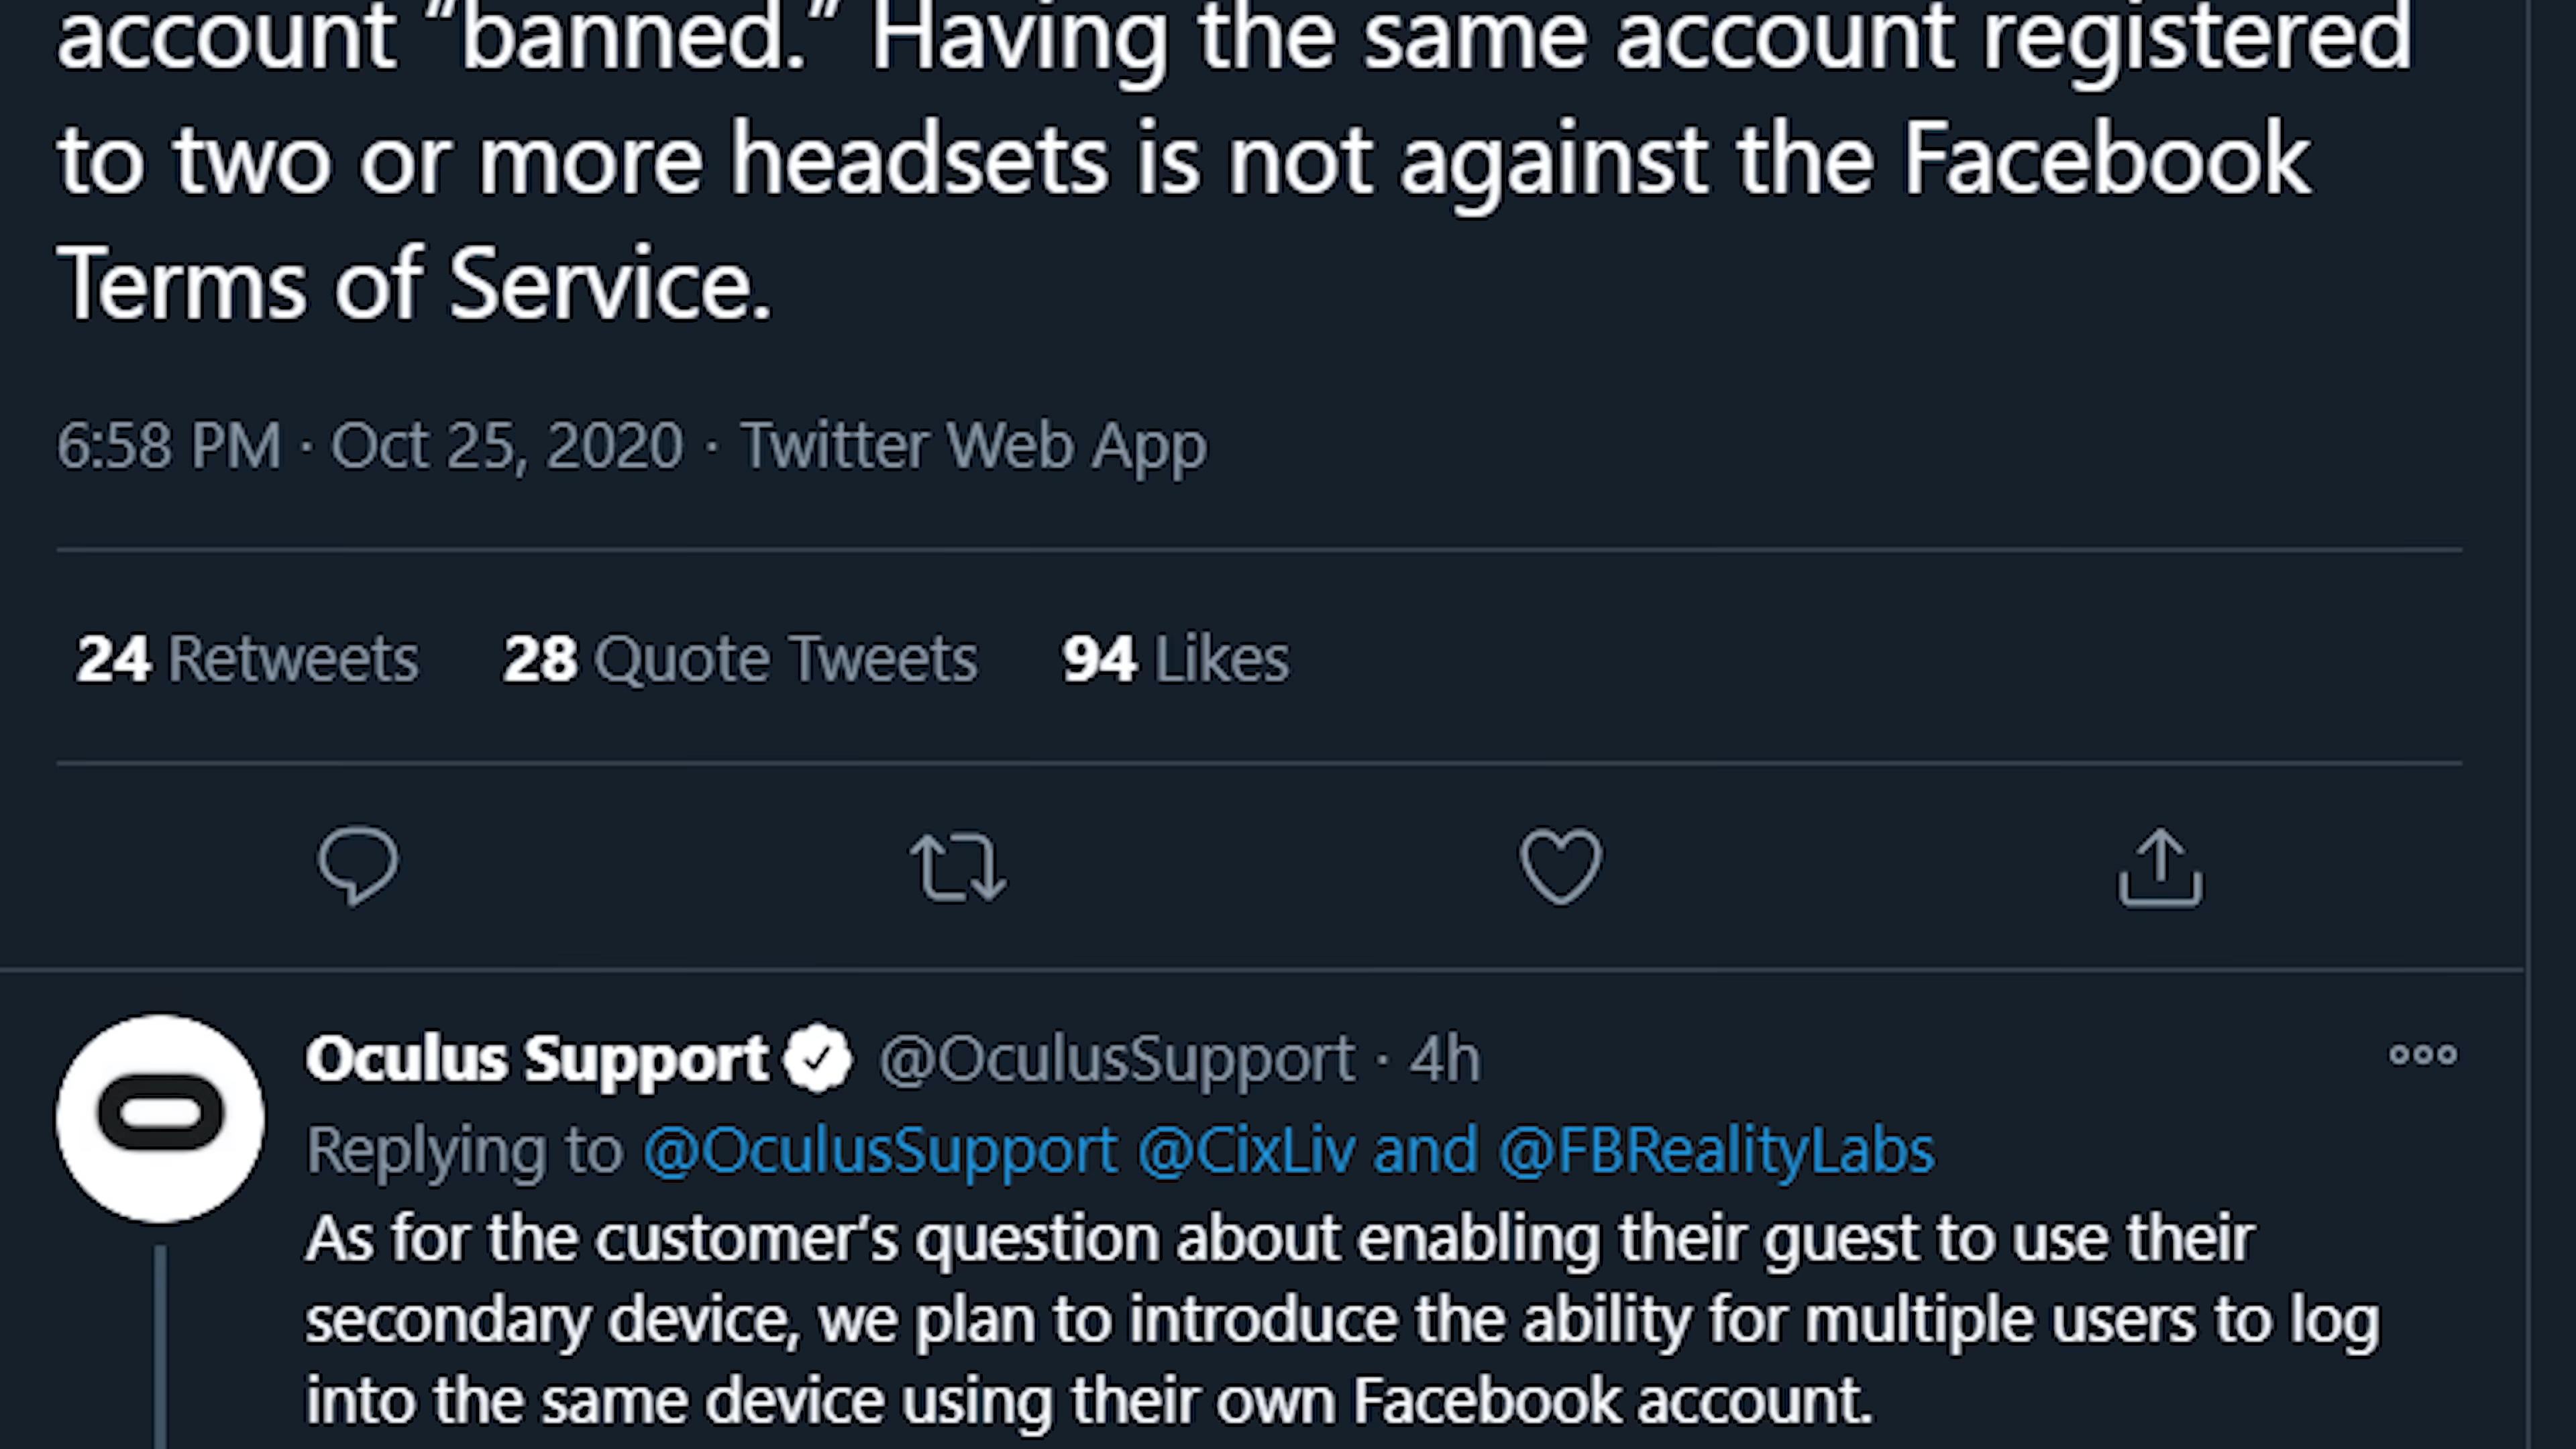 account “banned.” Having the same account registered
to two or more headsets is not against the Facebook
Terms of Service.
6:58 PM · Oct 25, 2020 · Twitter Web App
24 Retweets 28 Quote Tweets 94 Likes
Oculus Support @OculusSupport · 4h
Replying to @OculusSupport @CixLiv and @FBRealityLabs
As for the customer’s question about enabling their guest to use their
secondary device, we plan to introduce the ability for multiple users to log
into the same device using their own Facebook account.